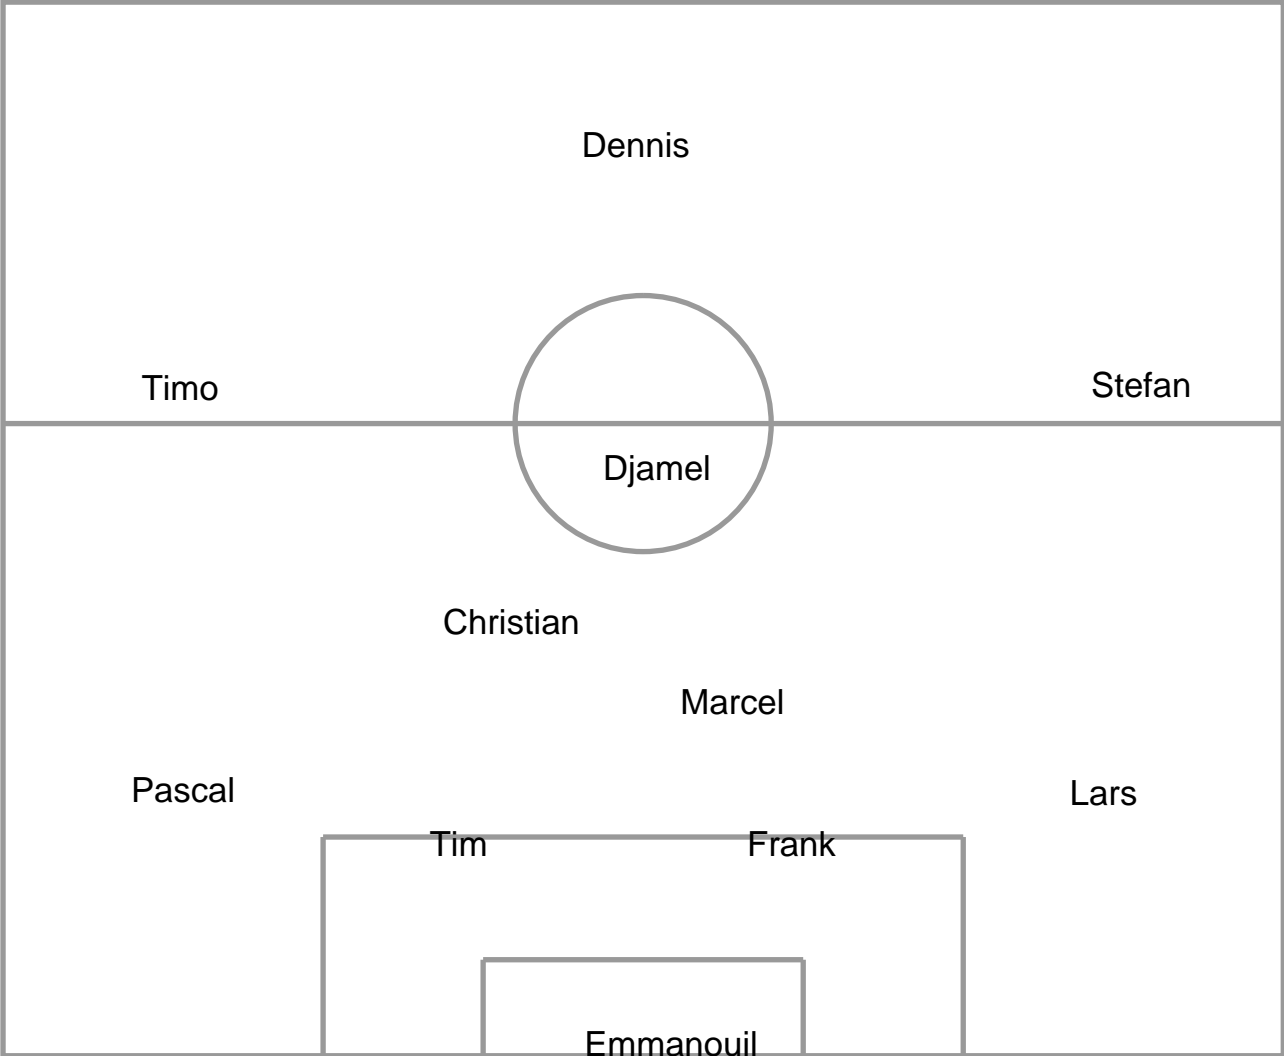 Dennis
Timo
Stefan
Djamel
Christian
Marcel
Pascal
Lars
Tim
Frank
Emmanouil